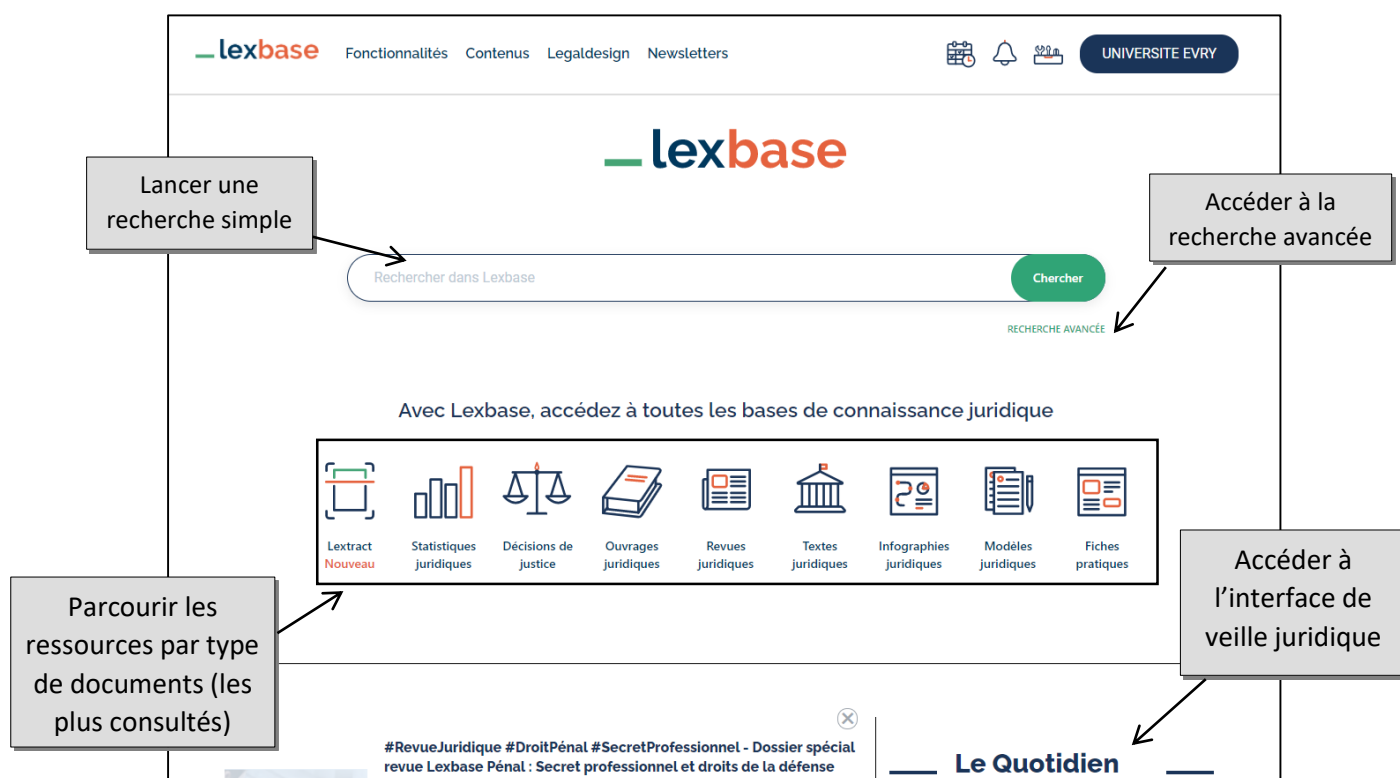 lexbase
Fonctionnalités Contenus Legaldesign Newsletters
UNIVERSITE EVRY
lexbase
Lancer une
recherche simple
Accéder à la
recherche avancée
Rechercher dans Lexbase
Chercher
RECHERCHE AVANCÉE
Avec Lexbase, accédez à toutes les bases de connaissance juridique
Lextract
Nouveau
Statistiques
juridiques
Décisions de
justice
Ouvrages
juridiques
Revues
juridiques
Textes
juridiques
Infographies
juridiques
Modèles
juridiques
Fiches
pratiques
Parcourir les
ressources par type
de documents (les
plus consultés)
Accéder à
l’interface de
veille juridique
#RevueJuridique #DroitPénal #SecretProfessionnel - Dossier spécial
revue Lexbase Pénal : Secret professionnel et droits de la défense
Le Quotidien